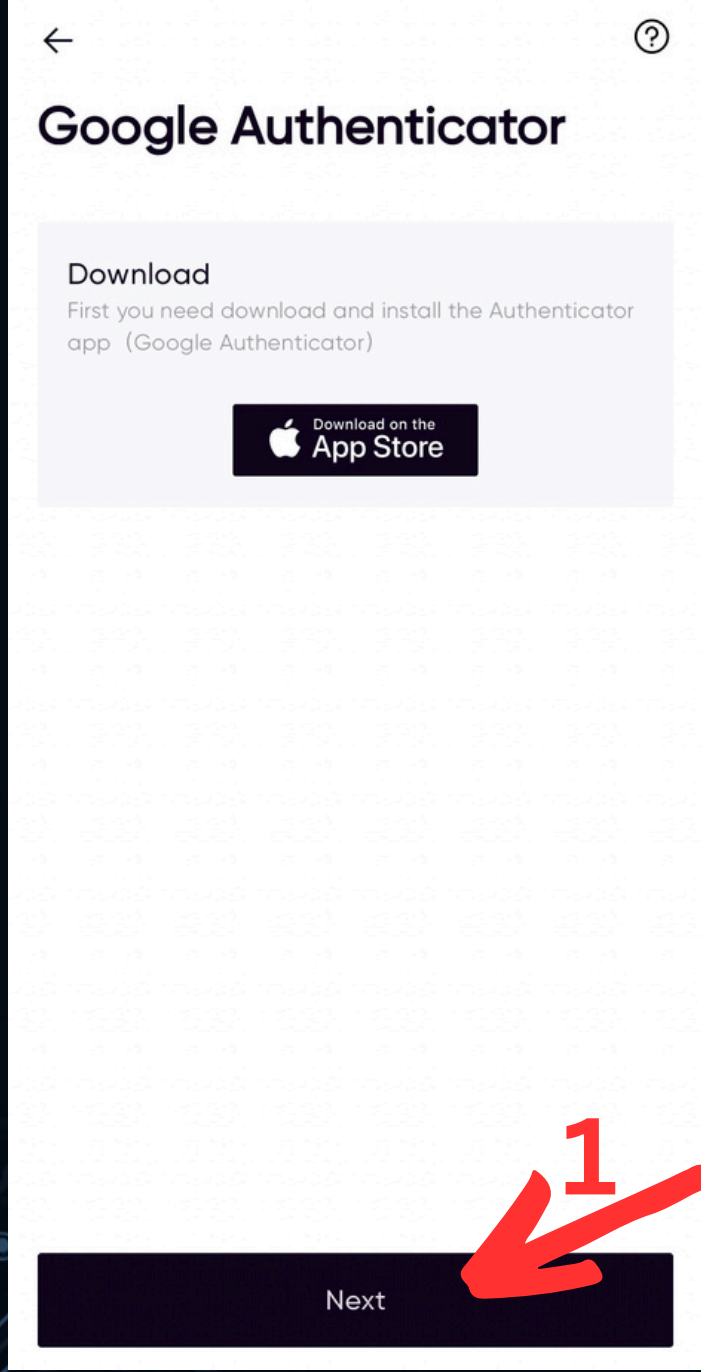 Google Authenticator
Download
First you need download and install the Authenticator
app (Google Authenticator)
Download on the
App Store
1
Next